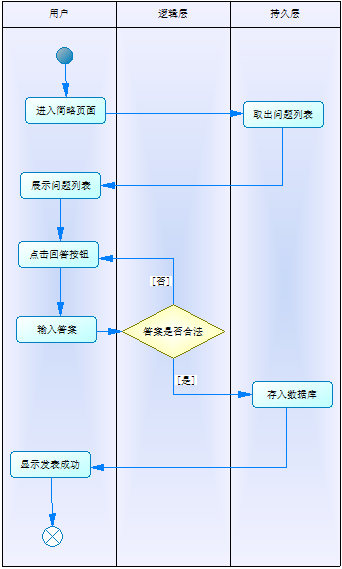 用户
逻辑层
持久层
进入简略页面
取出问题列表
展示问题列表
点击回答按钮
[否]
输入答案
答案是否合法
[是]
存入数据库
显示发表成功